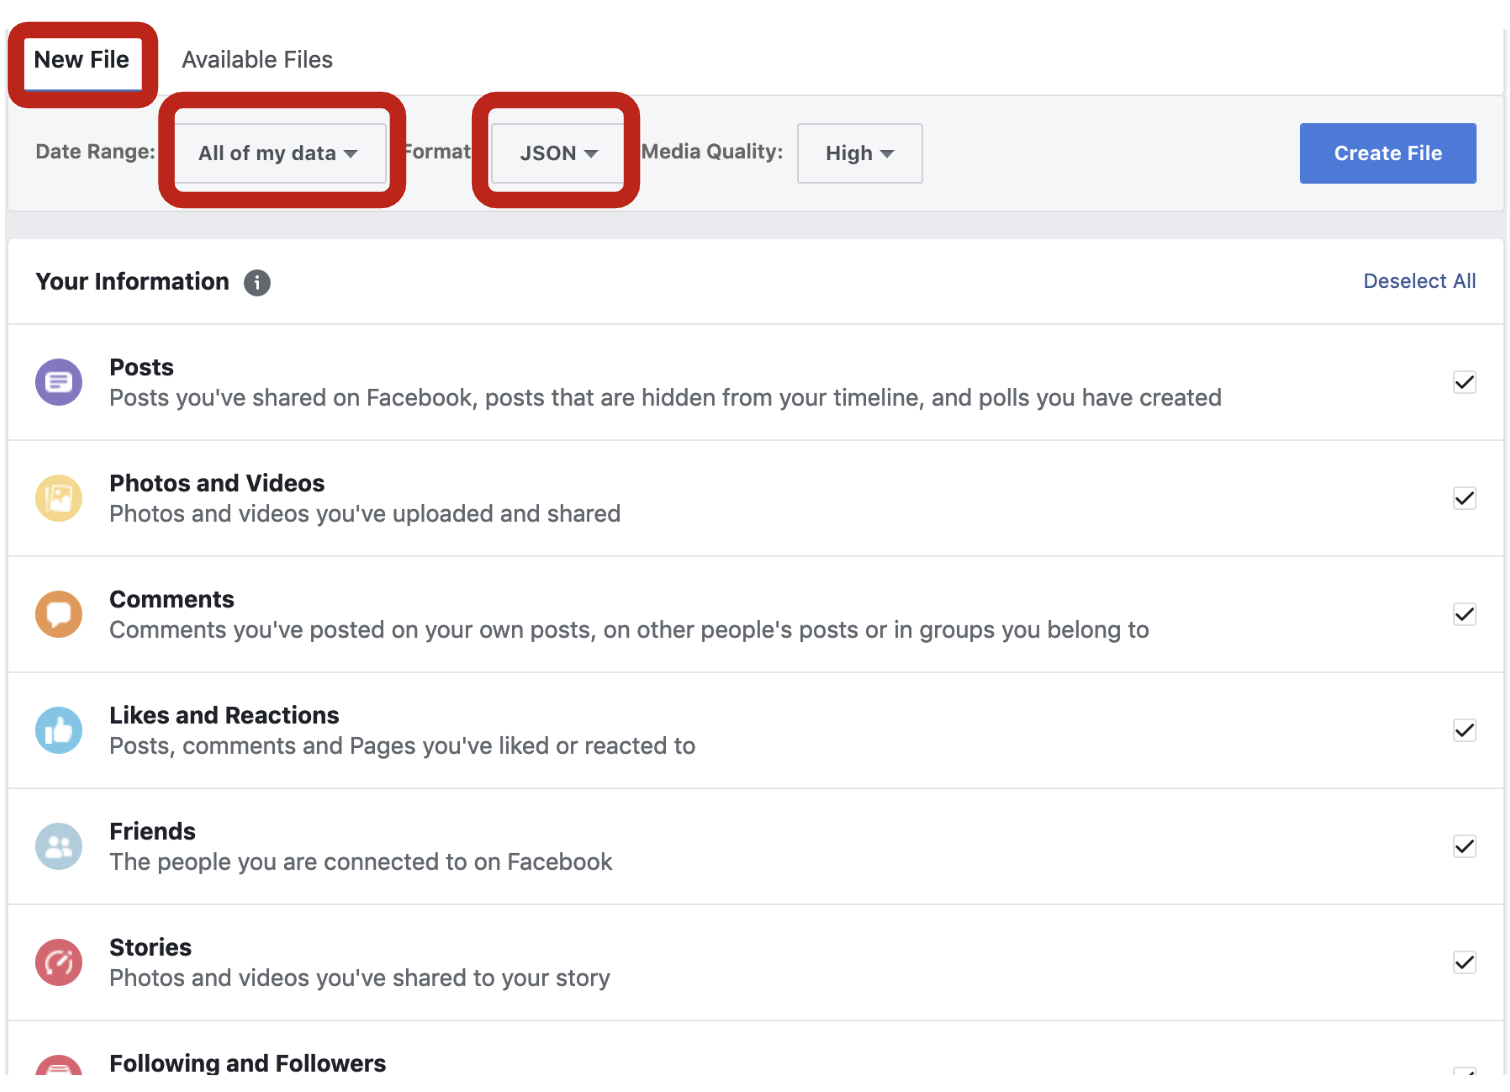 New File Available Files
Date Range: All of my data Format JSON Media Quality: High Create File
Your Information Deselect All
Posts
Posts you've shared on Facebook, posts that are hidden from your timeline, and polls you have created
Photos and Videos
Photos and videos you've uploaded and shared
Comments
Comments you've posted on your own posts, on other people's posts or in groups you belong to
Likes and Reactions
Posts, comments and Pages you've liked or reacted to
Friends
The people you are connected to on Facebook
Stories
Photos and videos you've shared to your story
Following and Followers